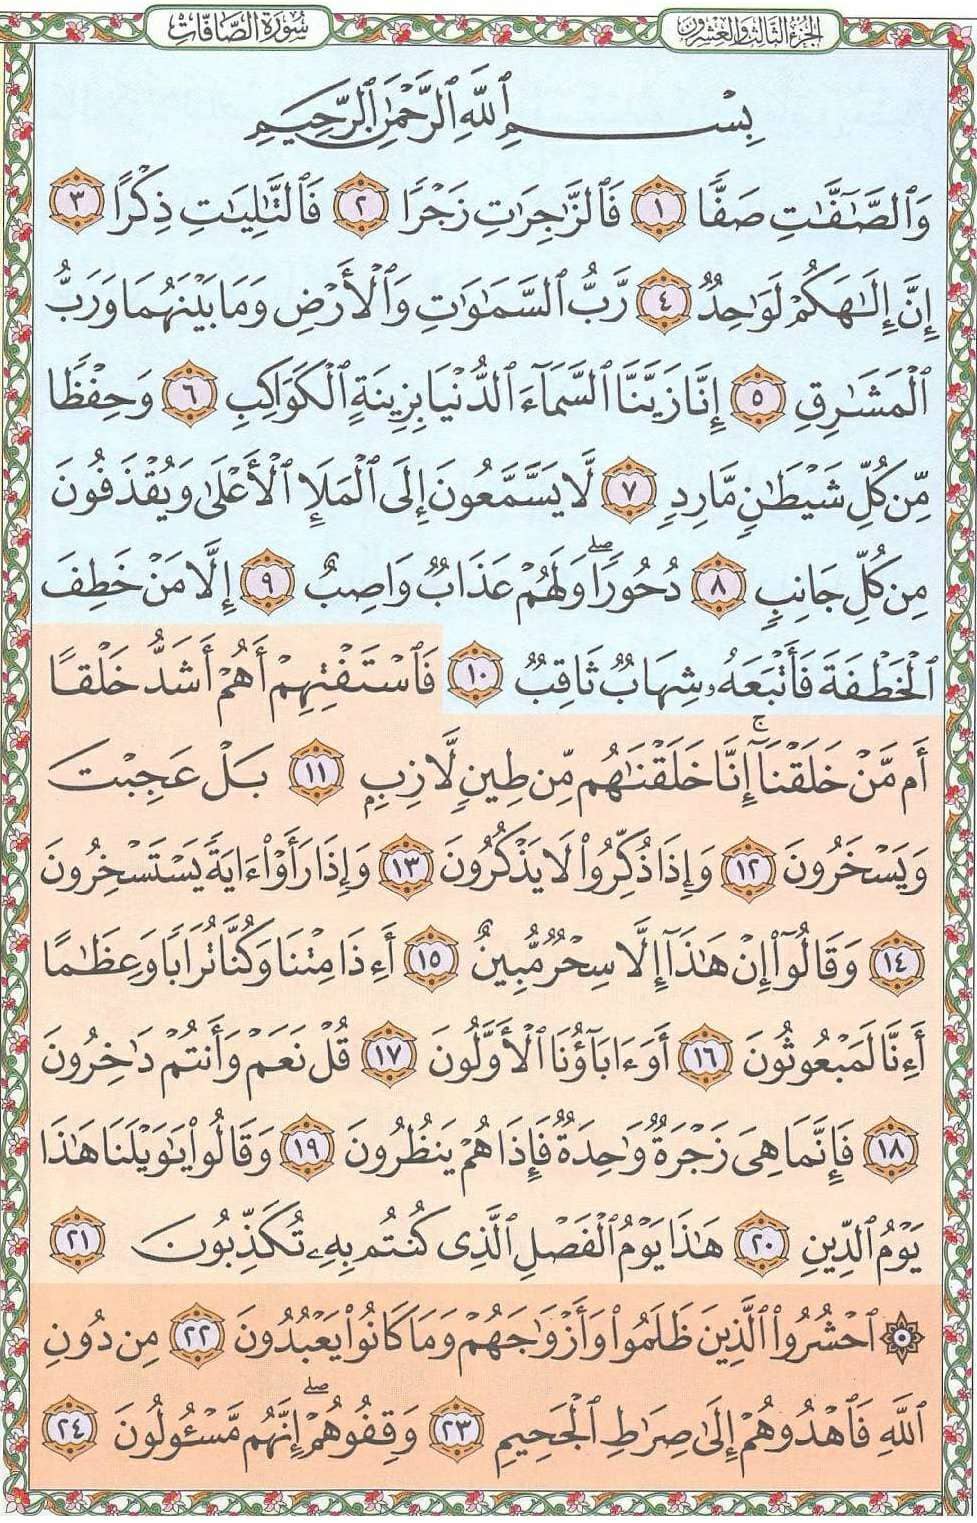 الجزء الثالث والعشرون
سورة الصافات
بِسْمِ ٱللَّهِ ٱلرَّحْمَٰنِ ٱلرَّحِيمِ
وَٱلصَّٰٓفَّٰتِ صَفًّا ١ فَٱلزَّٰجِرَٰتِ زَجْرًا ٢ فَٱلتَّٰلِيَٰتِ ذِكْرًا ٣
إِنَّ إِلَٰهَكُمْ لَوَٰحِدٌ ٤ رَّبُّ ٱلسَّمَٰوَٰتِ وَٱلْأَرْضِ وَمَا بَيْنَهُمَا وَرَبُّ
ٱلْمَشَٰرِقِ ٥ إِنَّا زَيَّنَّا ٱلسَّمَآءَ ٱلدُّنْيَا بِزِينَةٍ ٱلْكَوَاكِبِ ٦ وَحِفْظًا
مِّن كُلِّ شَيْطَٰنٍ مَّارِدٍ ٧ لَّا يَسَّمَّعُونَ إِلَى ٱلْمَلَإِ ٱلْأَعْلَىٰ وَيُقْذَفُونَ
مِن كُلِّ جَانِبٍ ٨ دُحُورًا ۖ وَلَهُمْ عَذَابٌ وَاصِبٌ ٩ إِلَّا مَنْ خَطِفَ
ٱلْخَطْفَةَ فَأَتْبَعَهُۥ شِهَابٌ ثَاقِبٌ ١٠ فَٱسْتَفْتِهِمْ أَهُمْ أَشَدُّ خَلْقًا
أَم مَّنْ خَلَقْنَآ ۚ إِنَّا خَلَقْنَٰهُم مِّن طِينٍ لَّازِبٍ ١١ بَلْ عَجِبْتَ
وَيَسْخَرُونَ ١٢ وَإِذَا ذُكِّرُوا۟ لَا يَذْكُرُونَ ١٣ وَإِذَا رَأَوْا۟ ءَايَةً يَسْتَسْخِرُونَ
١٤ وَقَالُوٓا۟ إِنْ هَٰذَآ إِلَّا سِحْرٌ مُّبِينٌ ١٥ أَءِذَا مِتْنَا وَكُنَّا تُرَابًا وَعِظَٰمًا
أَءِنَّا لَمَبْعُوثُونَ ١٦ أَوَءَابَآؤُنَا ٱلْأَوَّلُونَ ١٧ قُلْ نَعَمْ وَأَنتُمْ دَٰخِرُونَ
١٨ فَإِنَّمَا هِىَ زَجْرَةٌ وَٰحِدَةٌ فَإِذَا هُمْ يَنظُرُونَ ١٩ وَقَالُوا۟ يَٰوَيْلَنَا هَٰذَا
يَوْمُ ٱلدِّينِ ٢٠ هَٰذَا يَوْمُ ٱلْفَصْلِ ٱلَّذِى كُنتُم بِهِۦ تُكَذِّبُونَ ٢١
۞ ٱحْشُرُوا۟ ٱلَّذِينَ ظَلَمُوا۟ وَأَزْوَٰجَهُمْ وَمَا كَانُوا۟ يَعْبُدُونَ ٢٢ مِن دُونِ
ٱللَّهِ فَٱهْدُوهُمْ إِلَىٰ صِرَٰطِ ٱلْجَحِيمِ ٢٣ وَقِفُوهُمْ ۖ إِنَّهُم مَّسْـُٔولُونَ ٢٤